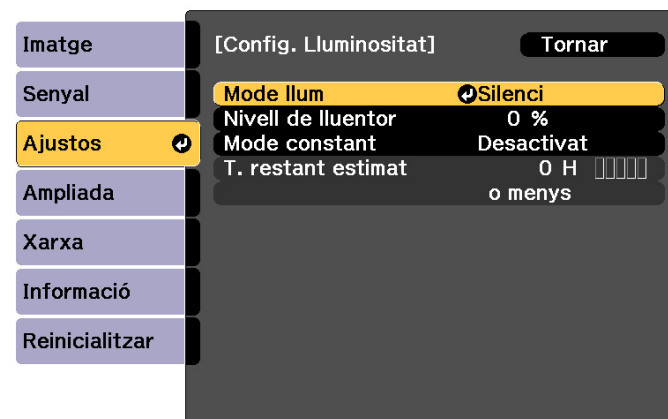 Imatge
Senyal
Ajustos
Ampliada
Xarxa
Informació
Reinicialitzar
[Config. Lluminositat] Tornar
Mode llum Silenci
Nivell de lluentor 0 %
Mode constant Desactivat
T. restant estimat 0 H
o menys